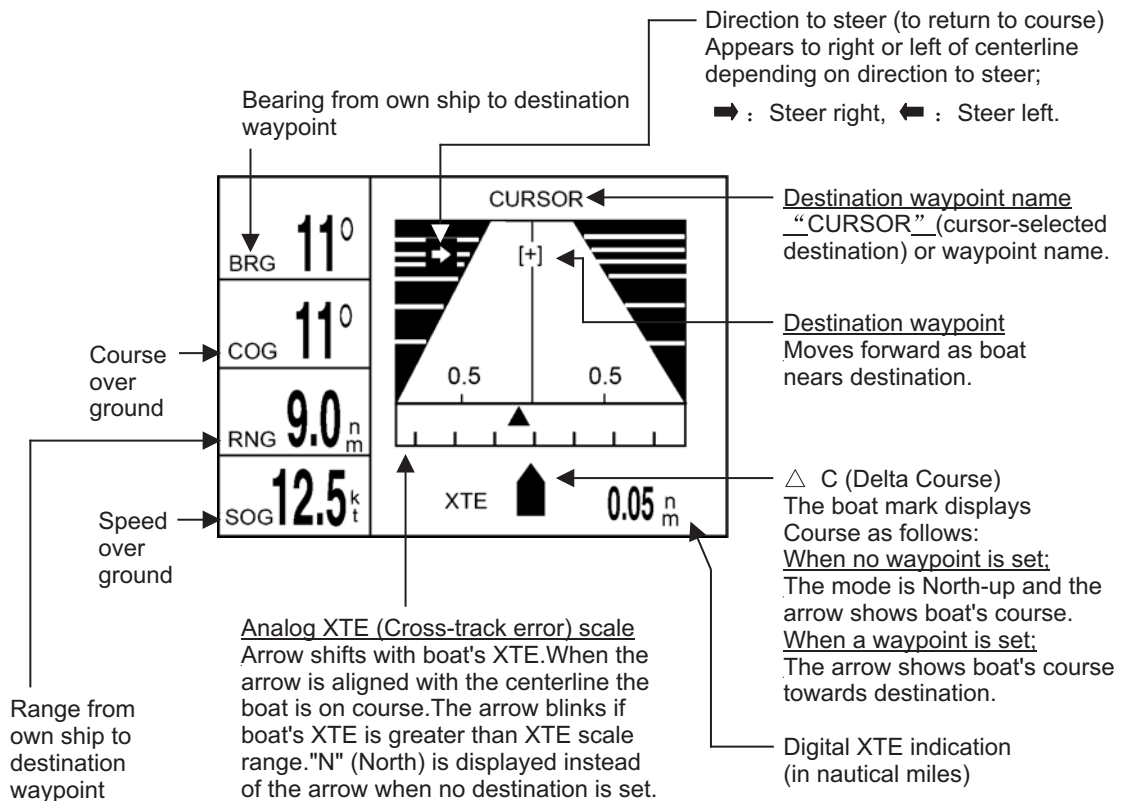 Direction to steer (to return to course)
Appears to right or left of centerline
depending on direction to steer;
➡ : Steer right, ⬅ : Steer left.
Bearing from own ship to destination
waypoint
BRG 11°
COG 11°
RNG 9.0 nm
SOG 12.5 kt
CURSOR
[+]
0.5 0.5
XTE 0.05 nm
Course
over
ground
Speed
over
ground
Range from
own ship to
destination
waypoint
Analog XTE (Cross-track error) scale
Arrow shifts with boat's XTE.When the
arrow is aligned with the centerline the
boat is on course.The arrow blinks if
boat's XTE is greater than XTE scale
range."N" (North) is displayed instead
of the arrow when no destination is set.
Destination waypoint name
“CURSOR” (cursor-selected
destination) or waypoint name.
Destination waypoint
Moves forward as boat
nears destination.
△ C (Delta Course)
The boat mark displays
Course as follows:
When no waypoint is set;
The mode is North-up and the
arrow shows boat's course.
When a waypoint is set;
The arrow shows boat's course
towards destination.
Digital XTE indication
(in nautical miles)